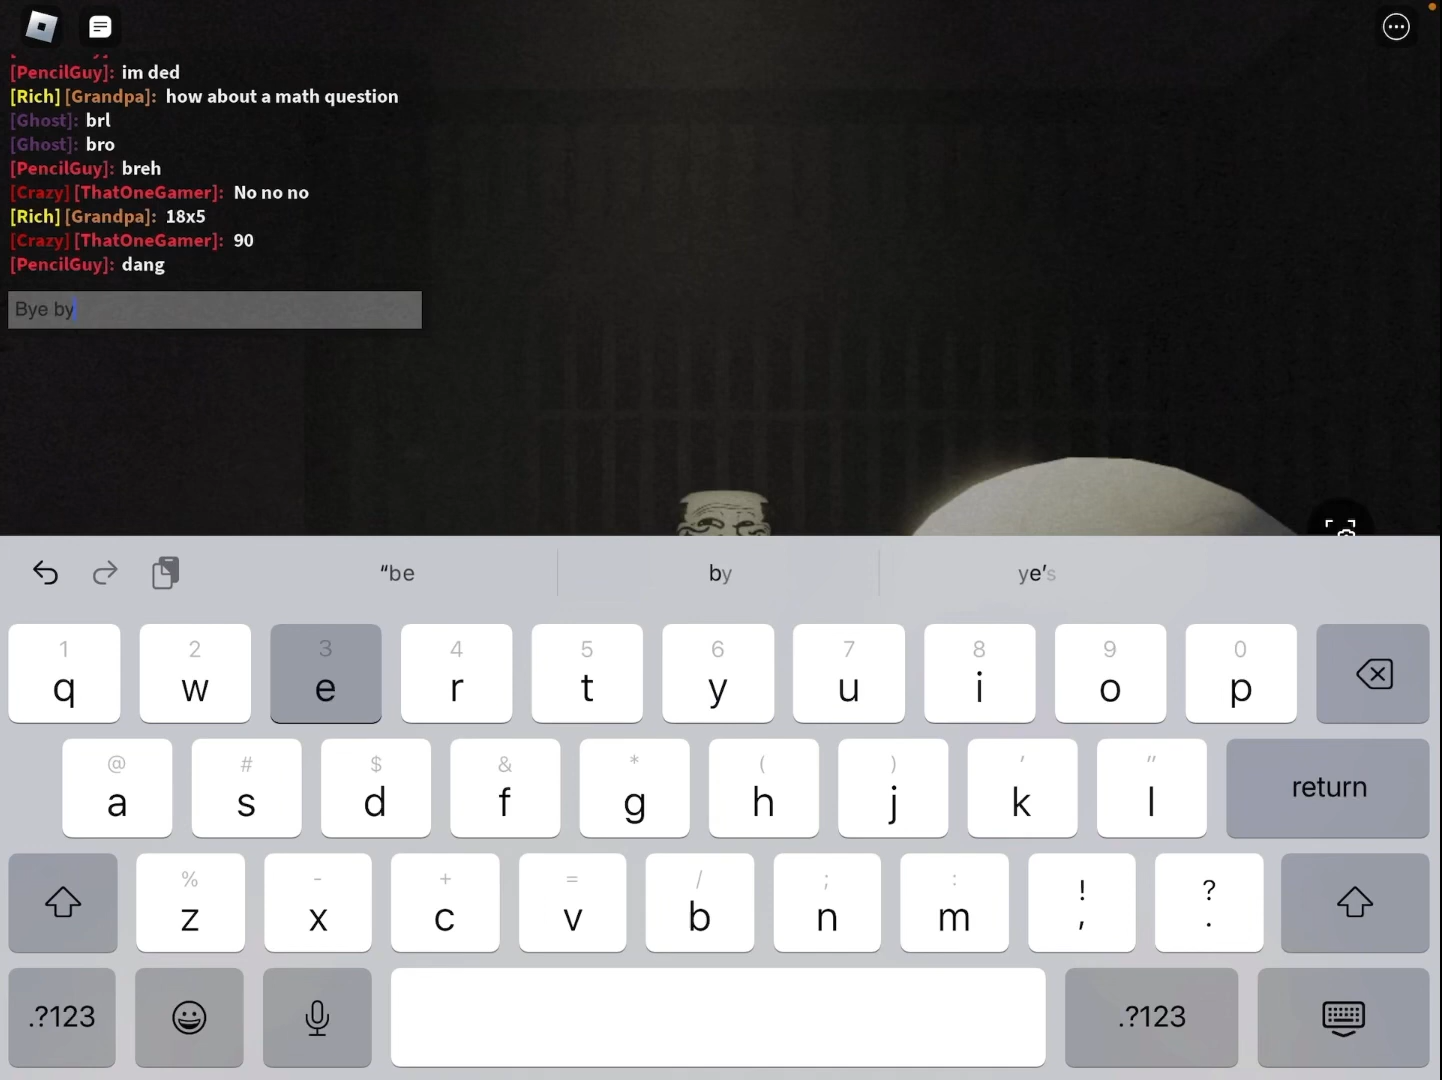 [PencilGuy]: im ded
[Rich] [Grandpa]: how about a math question
[Ghost]: brl
[Ghost]: bro
[PencilGuy]: breh
[Crazy] [ThatOneGamer]: No no no
[Rich] [Grandpa]: 18x5
[Crazy] [ThatOneGamer]: 90
[PencilGuy]: dang
Bye by
“be by ye’s
1 2 3 4 5 6 7 8 9 0
q w e r t y u i o p
@ # $ & * ( ) ' "
a s d f g h j k l return
% - + = / ; : ! ?
z x c v b n m , .
.?123 .?123